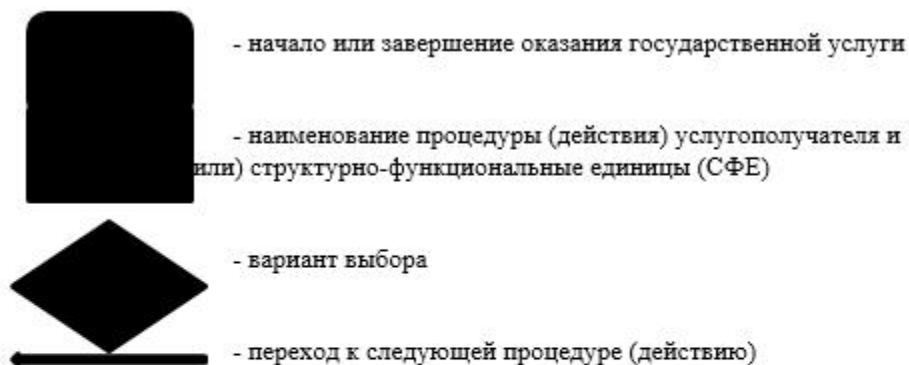 - начало или завершение оказания государственной услуги
- наименование процедуры (действия) услугополучателя и
или) структурно-функциональные единицы (СФЕ)
- вариант выбора
- переход к следующей процедуре (действию)